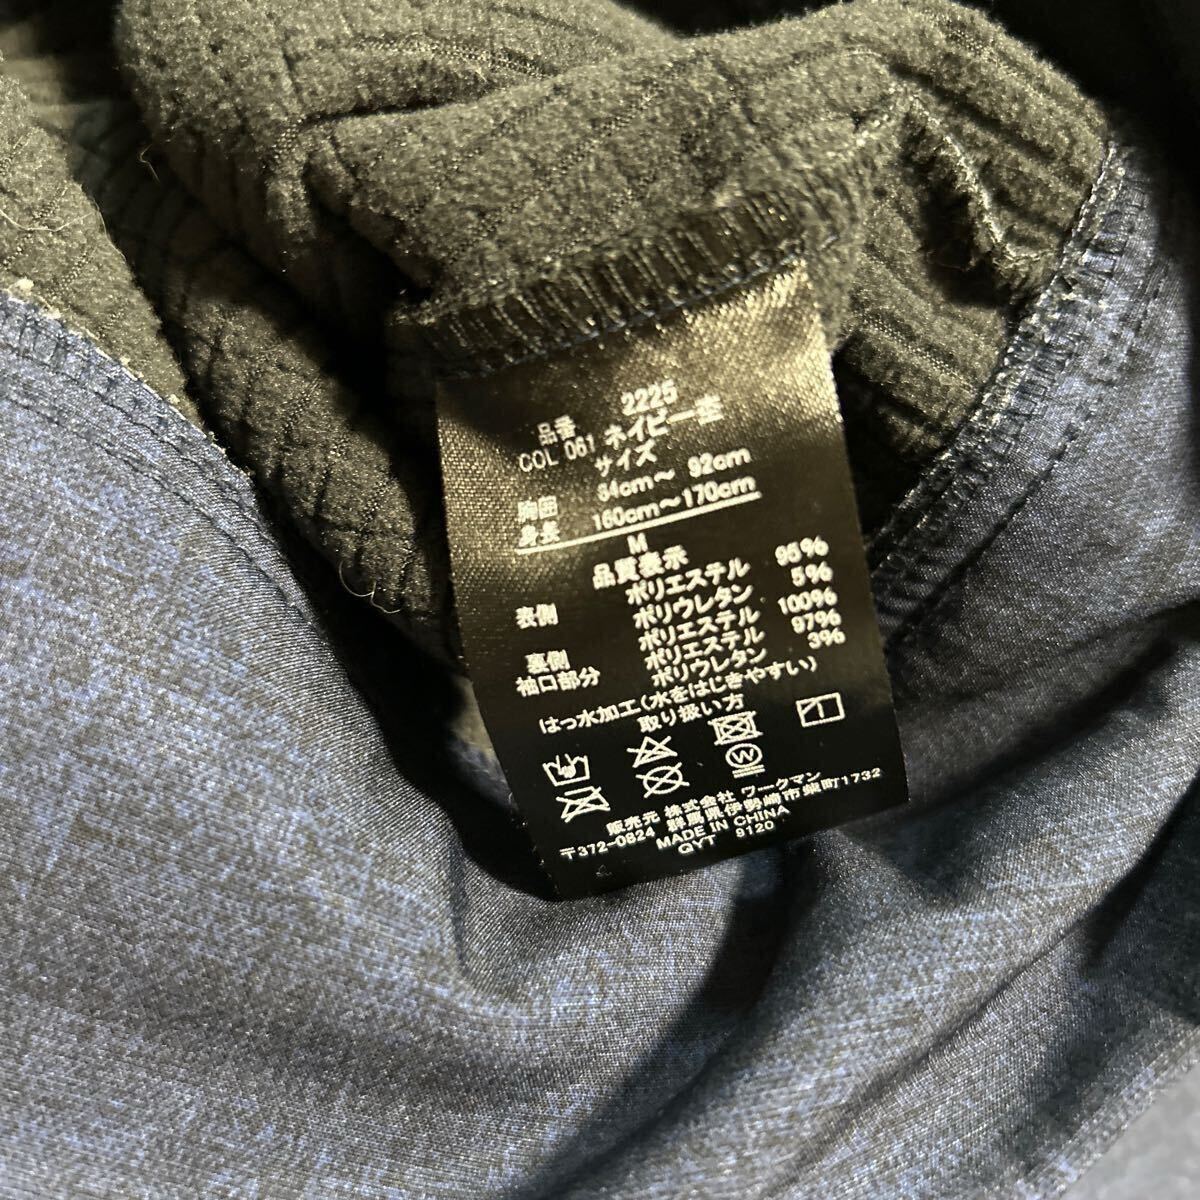 品番 2225
COL 061 ネイビー杢
サイズ
胸囲 84cm～ 92cm
身長 160cm～170cm
M
品質表示
表側 ポリエステル 95%
ポリウレタン 5%
裏側 ポリエステル 100%
袖口部分 ポリエステル 97%
ポリウレタン 3%
はっ水加工(水をはじきやすい)
取り扱い方
W
販売元 株式会社 ワークマン
〒372-0824 群馬県伊勢崎市柴町1732
MADE IN CHINA
QYT 9120